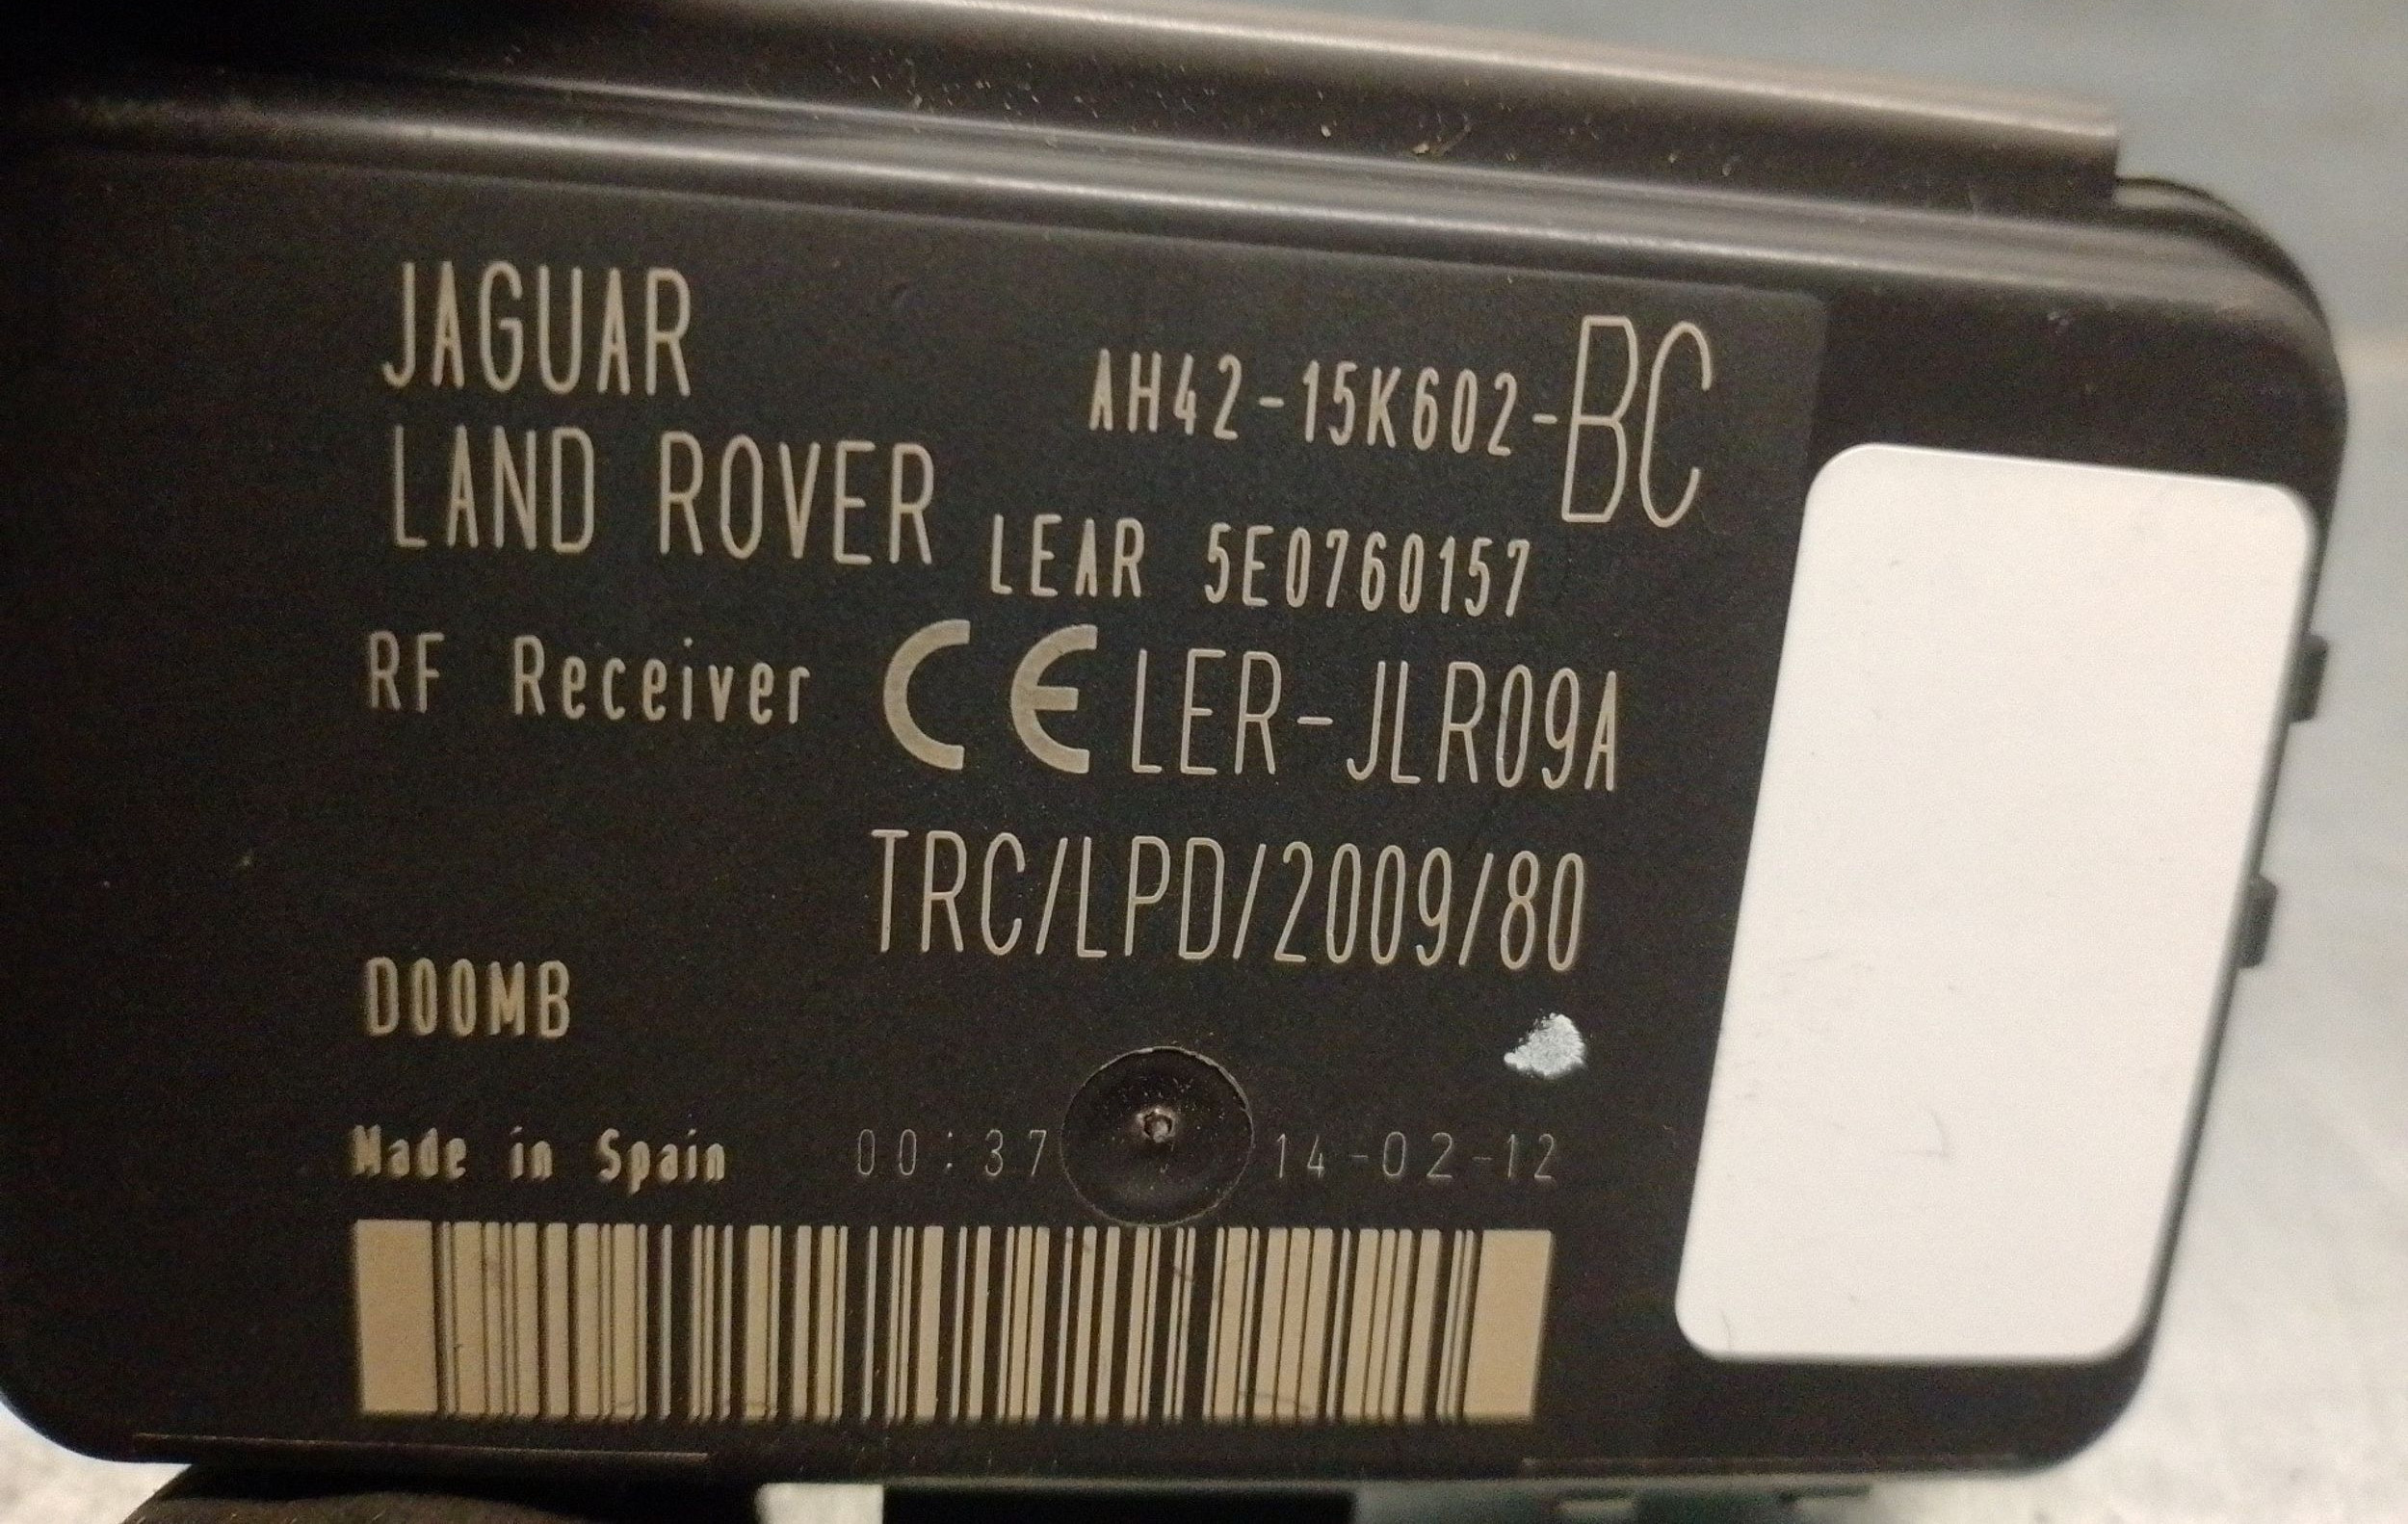 JAGUAR
LAND ROVER
AH42-15K602-BC
LEAR 5E0760157
RF Receiver
CE LER-JLR09A
TRC/LPD/2009/80
D00MB
Made in Spain
00:37 14-02-12